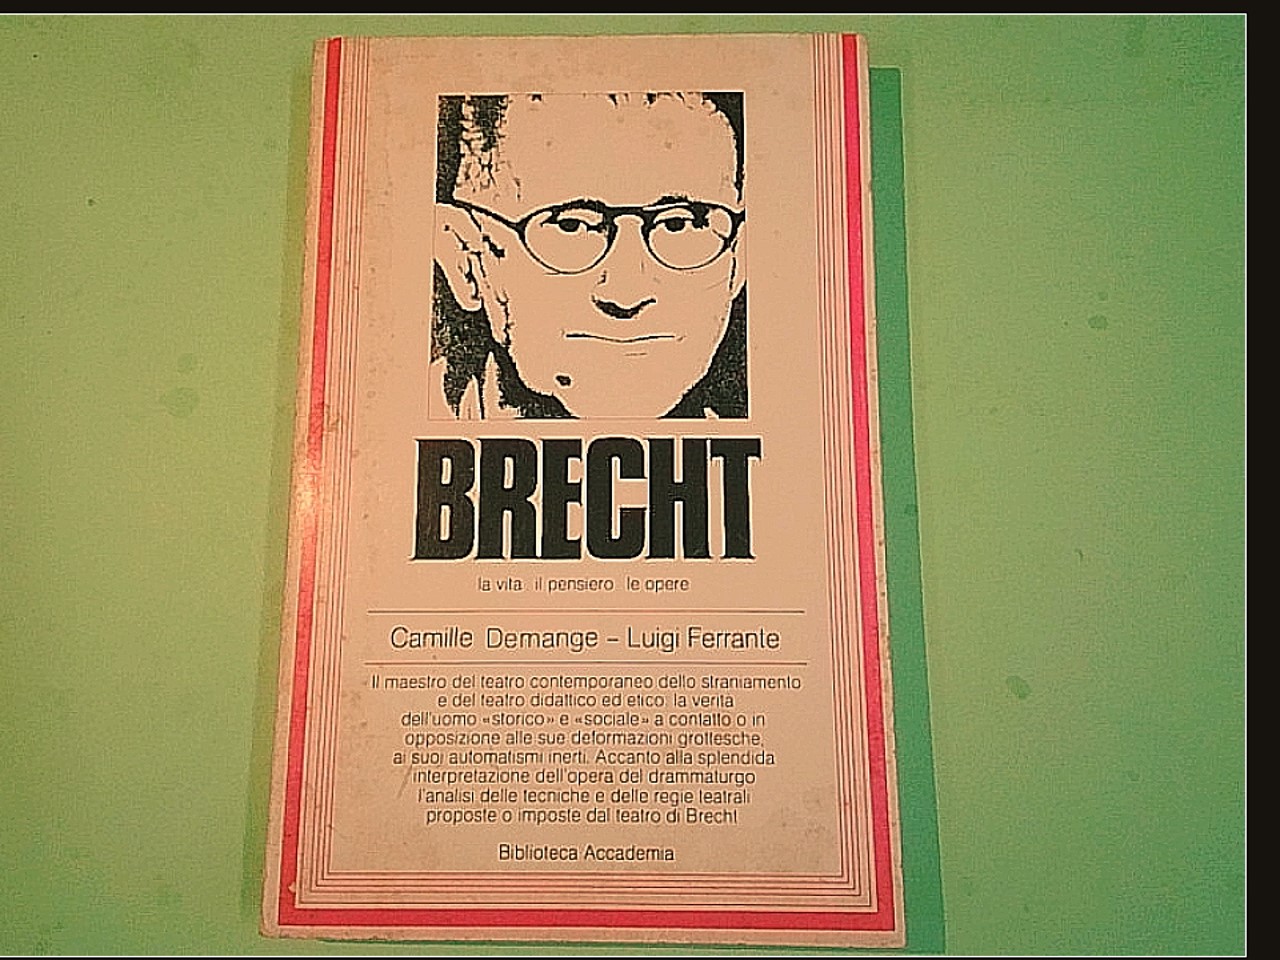 BRECHT
la vita il pensiero le opere
Camille Demange – Luigi Ferrante
Il maestro del teatro contemporaneo dello straniamento
e del teatro didattico ed etico: la verità
dell'uomo «storico» e «sociale» a contatto o in
opposizione alle sue deformazioni grottesche,
ai suoi automatismi inerti. Accanto alla splendida
interpretazione dell'opera del drammaturgo
l'analisi delle tecniche e delle regie teatrali
proposte o imposte dal teatro di Brecht
Biblioteca Accademia